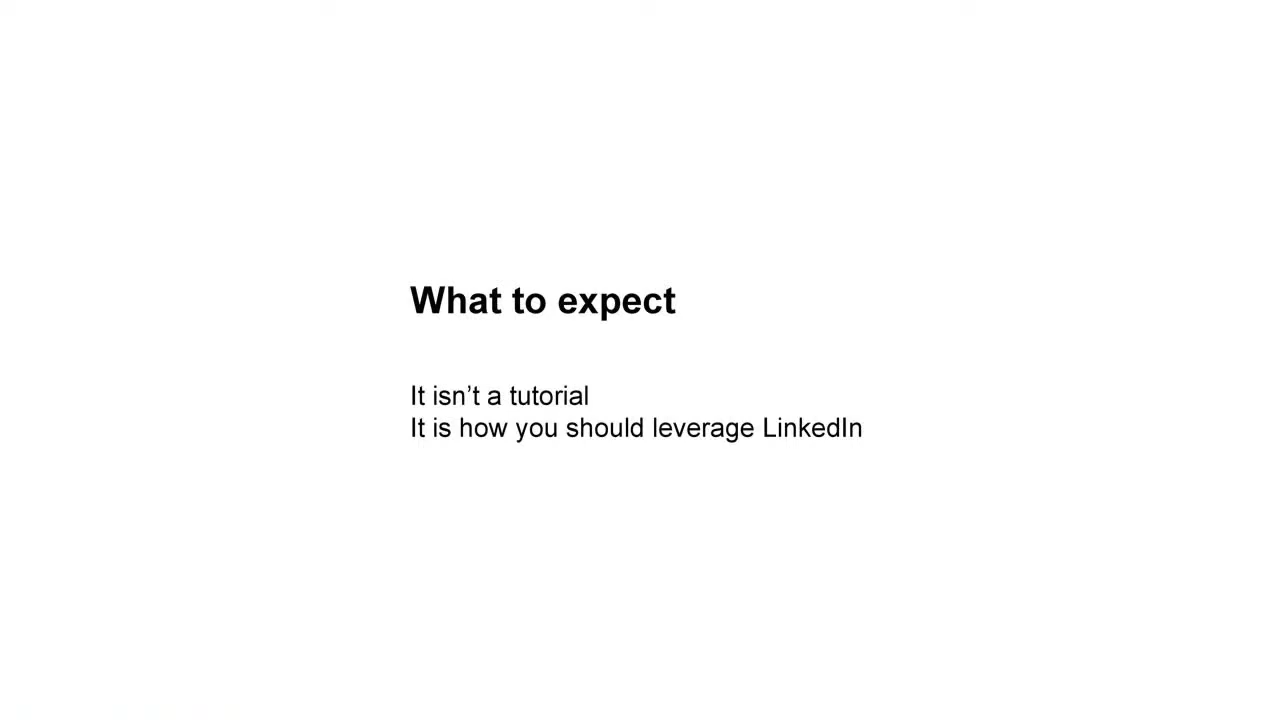 What to expect
It isn’t a tutorial
It is how you should leverage LinkedIn